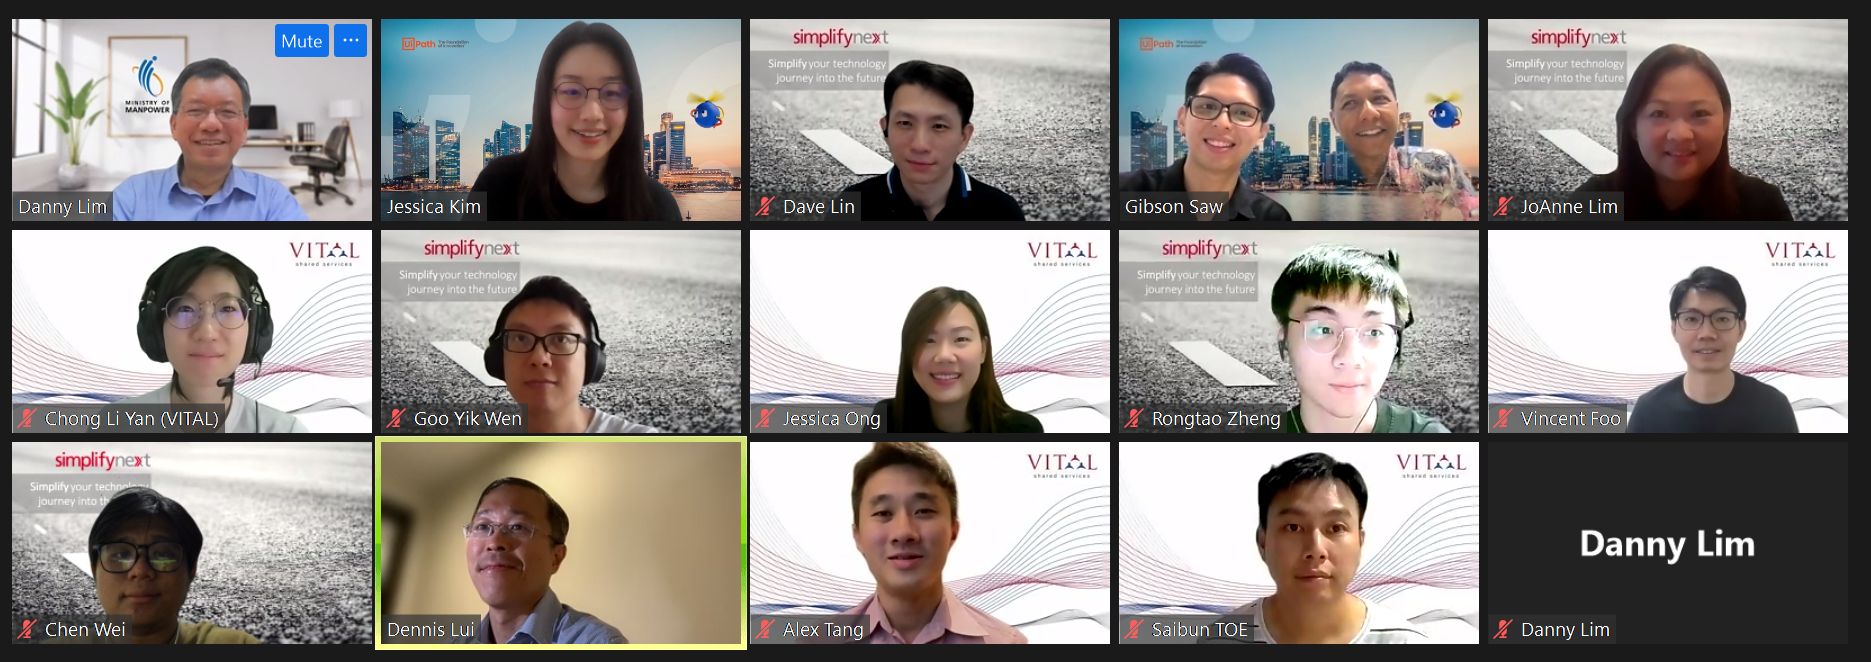 Mute
MINISTRY OF
MANPOWER
Danny Lim
UiPath The Foundation
of Innovation
Jessica Kim
simplifynext
Simplify your technology
journey into the future
Dave Lin
UiPath The Foundation
of Innovation
Gibson Saw
simplifynext
Simplify your technology
journey into the future
JoAnne Lim
VITAL
shared services
Chong Li Yan (VITAL)
simplifynext
Simplify your technology
journey into the future
Goo Yik Wen
VITAL
shared services
Jessica Ong
simplifynext
Simplify your technology
journey into the future
Rongtao Zheng
VITAL
shared services
Vincent Foo
simplifynext
Simplify your technology
journey into th
Chen Wei
Dennis Lui
VITAL
shared services
Alex Tang
VITAL
shared services
Saibun TOE
Danny Lim
Danny Lim